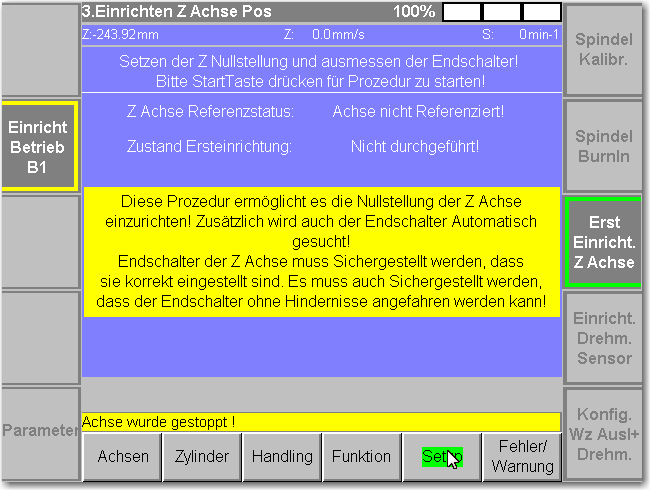 3.Einrichten Z Achse Pos 100%
Z:-243.92mm Z: 0.0mm/s S: 0min-1
Setzen der Z Nullstellung und ausmessen der Endschalter!
Bitte StartTaste drücken für Prozedur zu starten!
Z Achse Referenzstatus: Achse nicht Referenziert!
Zustand Ersteinrichtung: Nicht durchgeführt!
Diese Prozedur ermöglicht es die Nullstellung der Z Achse
einzurichten! Zusätzlich wird auch der Endschalter Automatisch
gesucht!
Endschalter der Z Achse muss Sichergestellt werden, dass
sie korrekt eingestellt sind. Es muss auch Sichergestellt werden,
dass der Endschalter ohne Hindernisse angefahren werden kann!
Achse wurde gestoppt !
Einricht
Betrieb
B1
Parameter
Spindel
Kalibr.
Spindel
BurnIn
Erst
Einricht.
Z Achse
Einricht.
Drehm.
Sensor
Konfig.
Wz Ausl+
Drehm.
Achsen
Zylinder
Handling
Funktion
Setup
Fehler/
Warnung